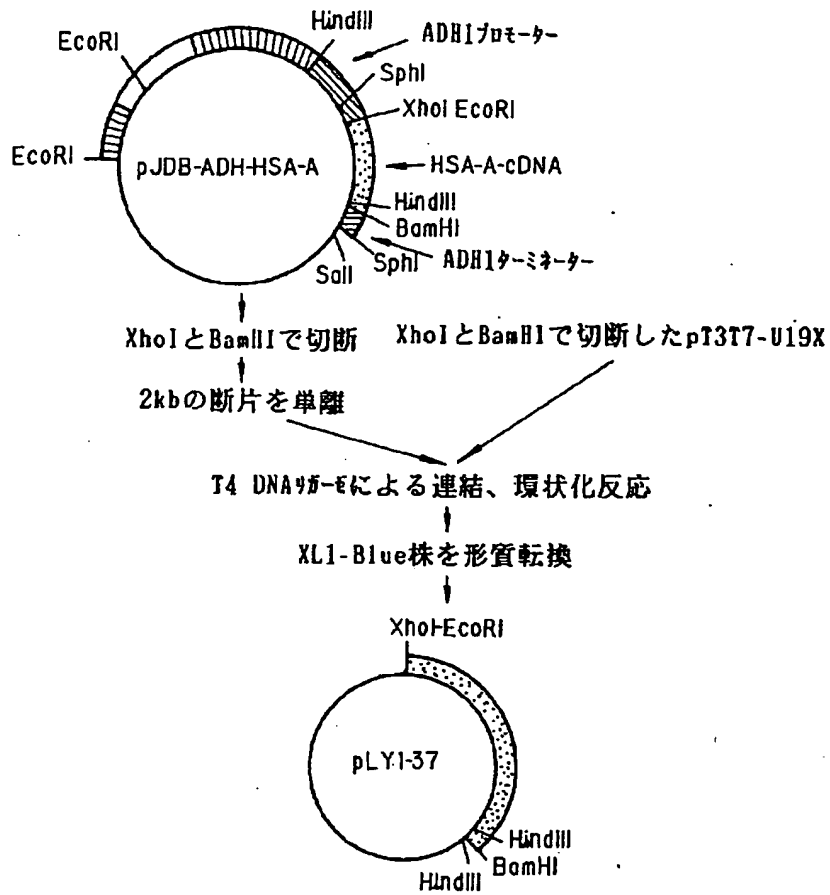 HindIII
ADH1プロモーター
EcoRI
SphI
XhoI EcoRI
EcoRI
pJDB-ADH-HSA-A
HSA-A-cDNA
HindIII
BamHI
SphI
ADH1ターミネーター
SalI
XhoIとBamHIで切断
XhoIとBamHIで切断したpT3T7-U19X
2kbの断片を単離
T4 DNAリガーゼによる連結、環状化反応
XL1-Blue株を形質転換
XhoI-EcoRI
pLY1-37
HindIII
BamHI
HindIII